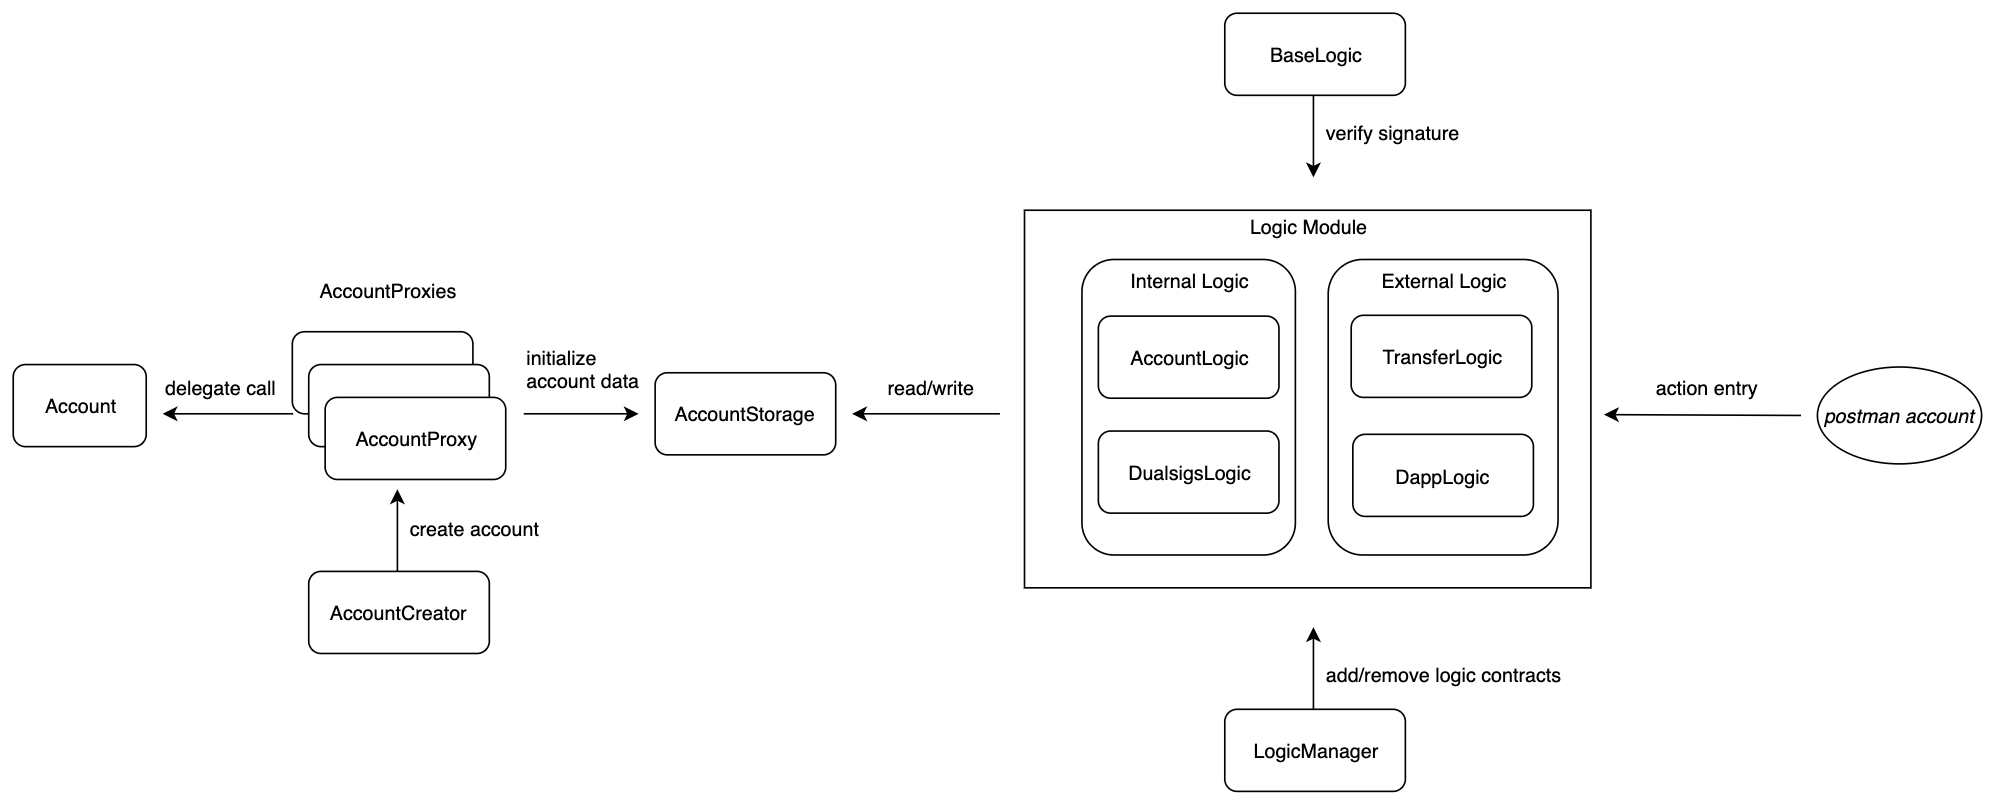 BaseLogic
verify signature
Logic Module
Internal Logic
External Logic
AccountLogic
TransferLogic
DualsigsLogic
DappLogic
AccountProxies
Account
delegate call
AccountProxy
initialize
account data
AccountStorage
read/write
action entry
postman account
create account
AccountCreator
add/remove logic contracts
LogicManager